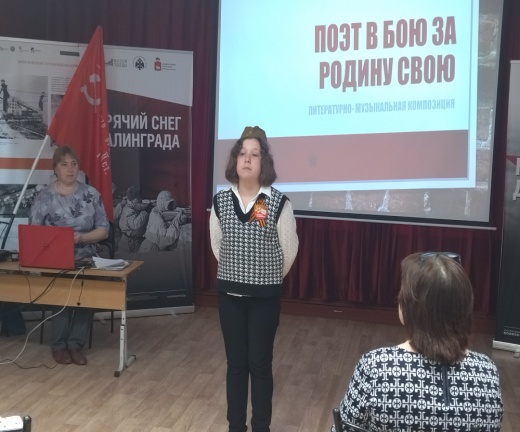 ПОЭТ В БОЮ ЗА
РОДИНУ СВОЮ
ЛИТЕРАТУРНО- МУЗЫКАЛЬНАЯ КОМПОЗИЦИЯ
РЯЧИЙ СНЕГ
АЛИНГРАДА